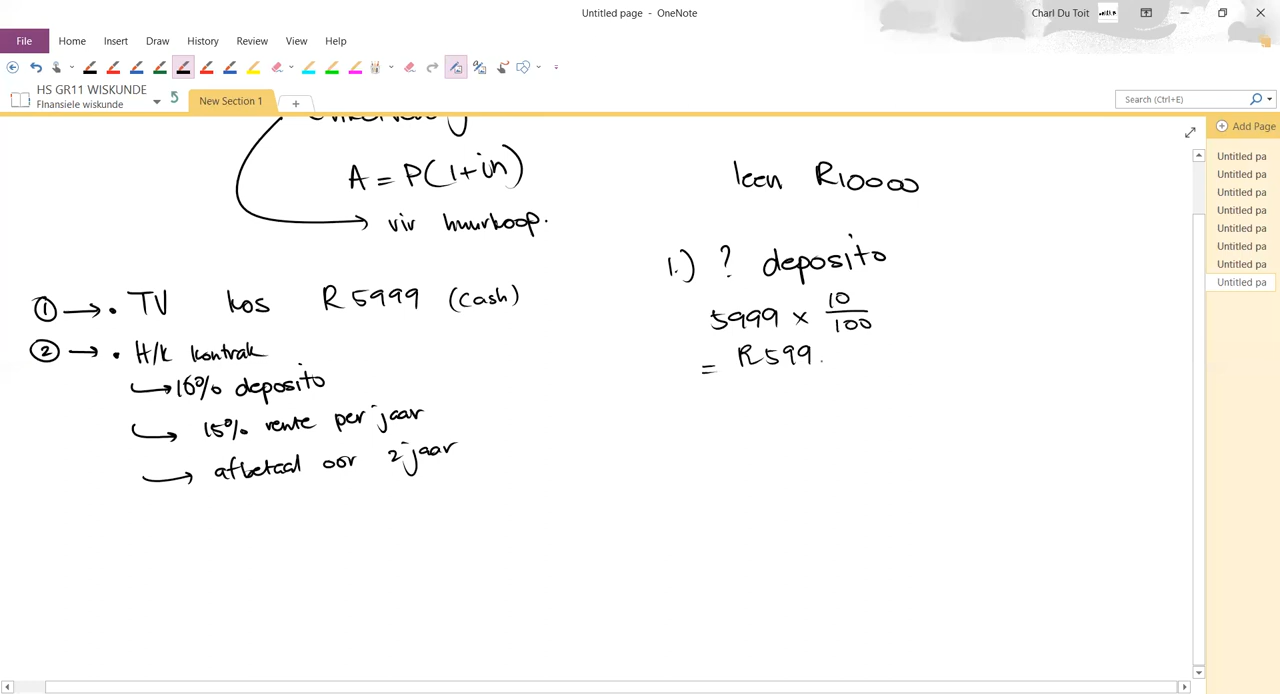 Untitled page - OneNote
Charl Du Toit
File Home Insert Draw History Review View Help
HS GR11 WISKUNDE
FInansiele wiskunde
New Section 1
Search (Ctrl+E)
Add Page
Untitled pa
Untitled pa
Untitled pa
Untitled pa
Untitled pa
Untitled pa
Untitled pa
Untitled pa
A = P(1+in)
vir huurkoop.
① → • TV kos R5999 (cash)
② → • H/k kontrak
→ 10% deposito
→ 15% rente per jaar
→ afbetaal oor 2 jaar
leen R10000
1.) ? deposito
5999 × 10/100
= R599.